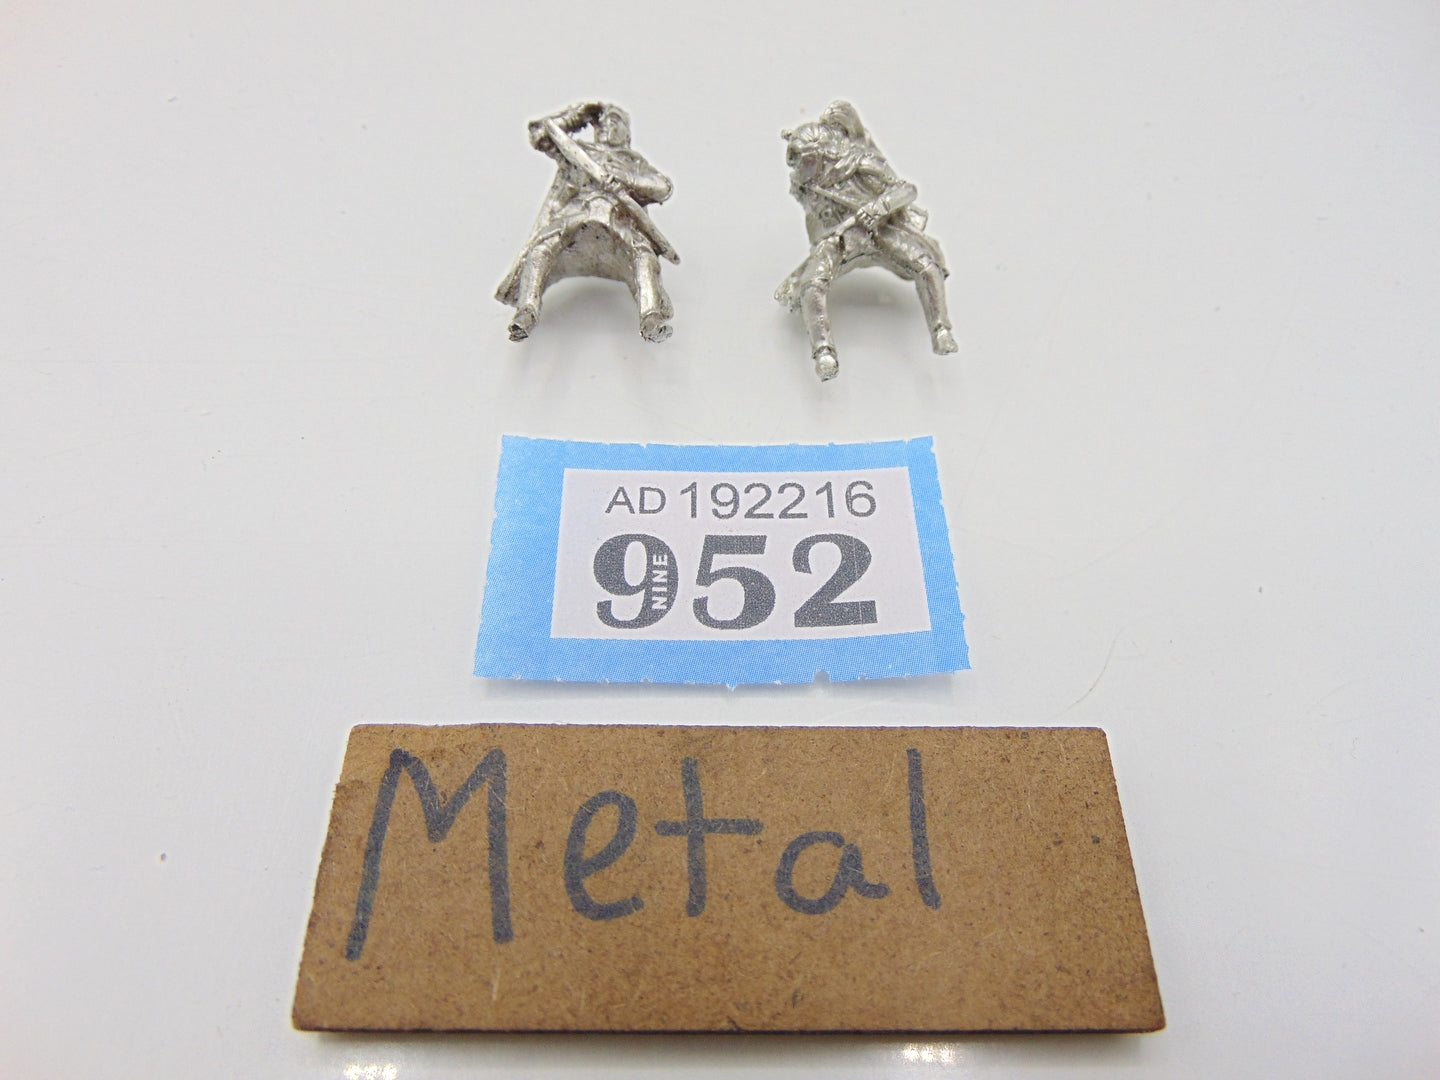 AD 192216
952
NINE
Metal